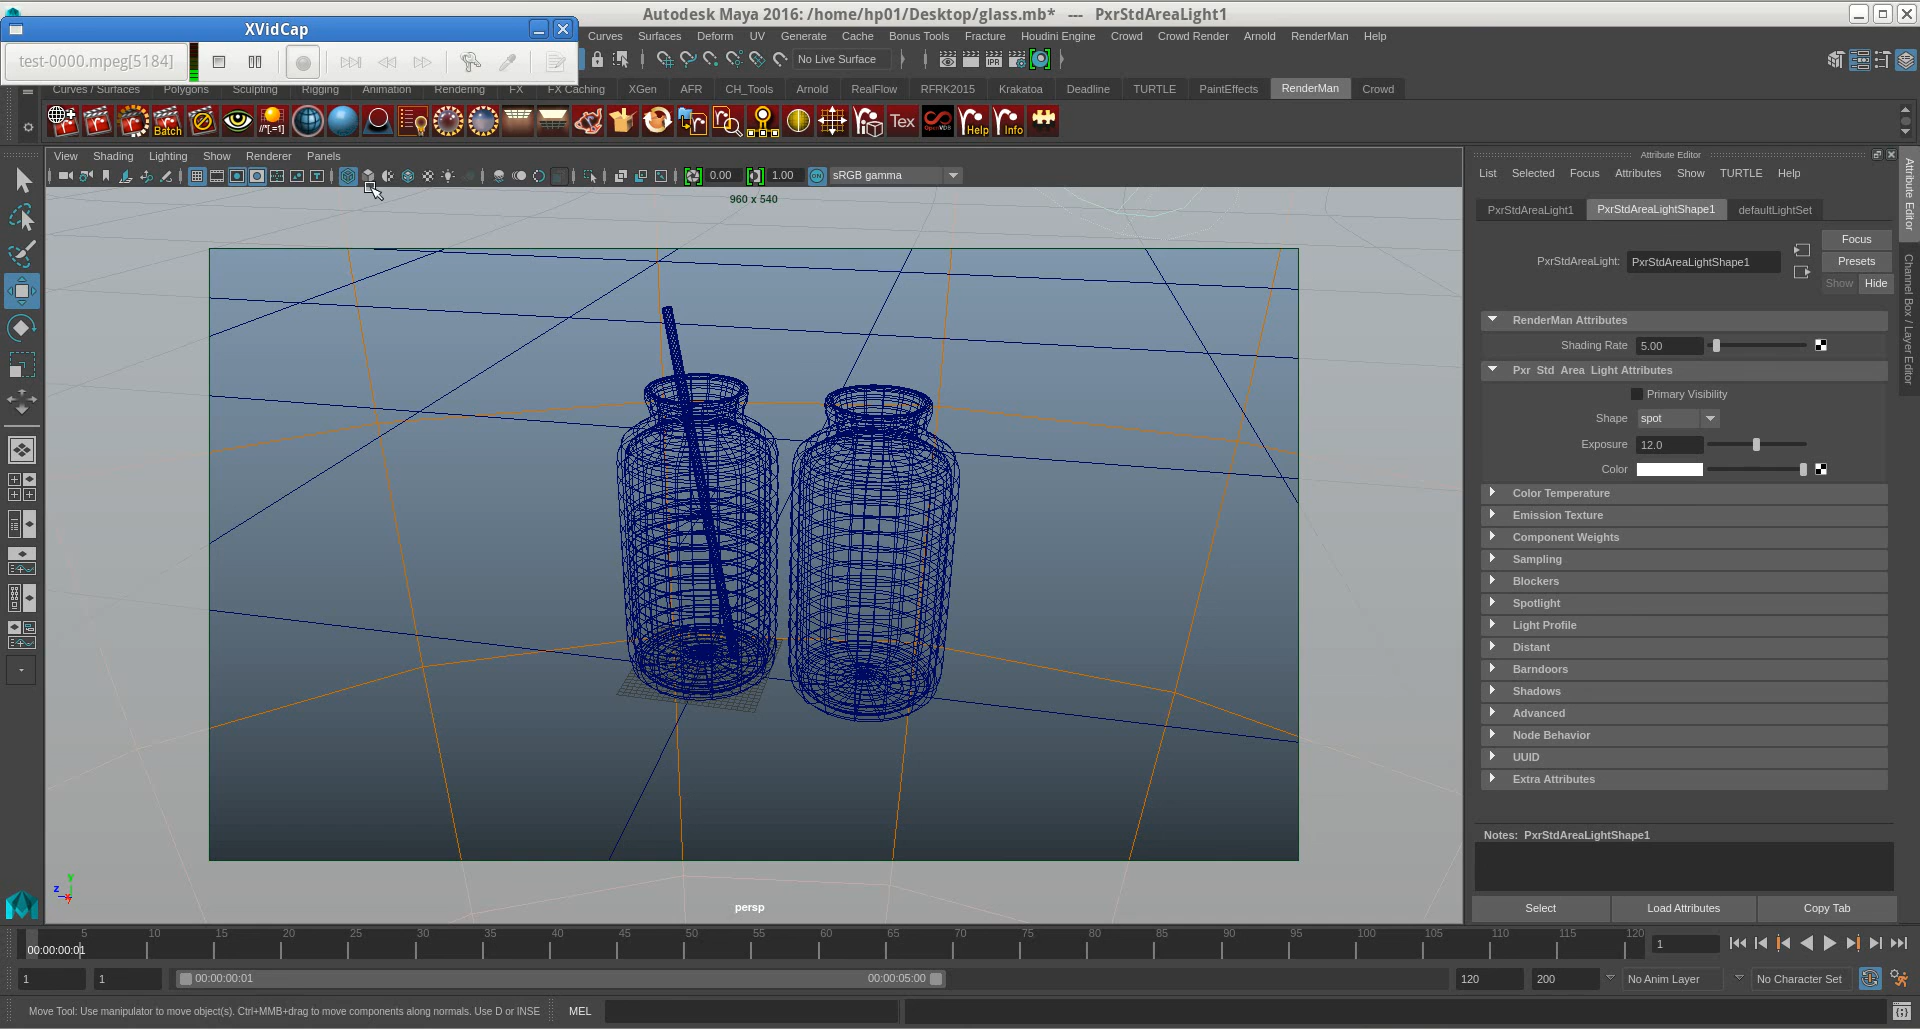 Autodesk Maya 2016: /home/hp01/Desktop/glass.mb* --- PxrStdAreaLight1
XVidCap
Curves Surfaces Deform UV Generate Cache Bonus Tools Fracture Houdini Engine Crowd Crowd Render Arnold RenderMan Help
test-0000.mpeg[5184]
No Live Surface
IPR
Curves / Surfaces Polygons Sculpting Rigging Animation Rendering FX FX Caching XGen AFR CH_Tools Arnold RealFlow RFRK2015 Krakatoa Deadline TURTLE PaintEffects RenderMan Crowd
Batch
//"[.=1]
Tex
OpenVDB
Help
Info
View Shading Lighting Show Renderer Panels
0.00
1.00
ON
sRGB gamma
960 x 540
persp
y
z
x
Attribute Editor
List Selected Focus Attributes Show TURTLE Help
PxrStdAreaLight1 PxrStdAreaLightShape1 defaultLightSet
Focus
PxrStdAreaLight: PxrStdAreaLightShape1
Presets
Show Hide
RenderMan Attributes
Shading Rate 5.00
Pxr Std Area Light Attributes
Primary Visibility
Shape spot
Exposure 12.0
Color
Color Temperature
Emission Texture
Component Weights
Sampling
Blockers
Spotlight
Light Profile
Distant
Barndoors
Shadows
Advanced
Node Behavior
UUID
Extra Attributes
Notes: PxrStdAreaLightShape1
Select Load Attributes Copy Tab
Attribute Editor
Channel Box / Layer Editor
5 10 15 20 25 30 35 40 45 50 55 60 65 70 75 80 85 90 95 100 105 110 115 120
00:00:00:01
1
1 1 00:00:00:01 00:00:05:00 120 200 No Anim Layer No Character Set
Move Tool: Use manipulator to move object(s). Ctrl+MMB+drag to move components along normals. Use D or INSE
MEL